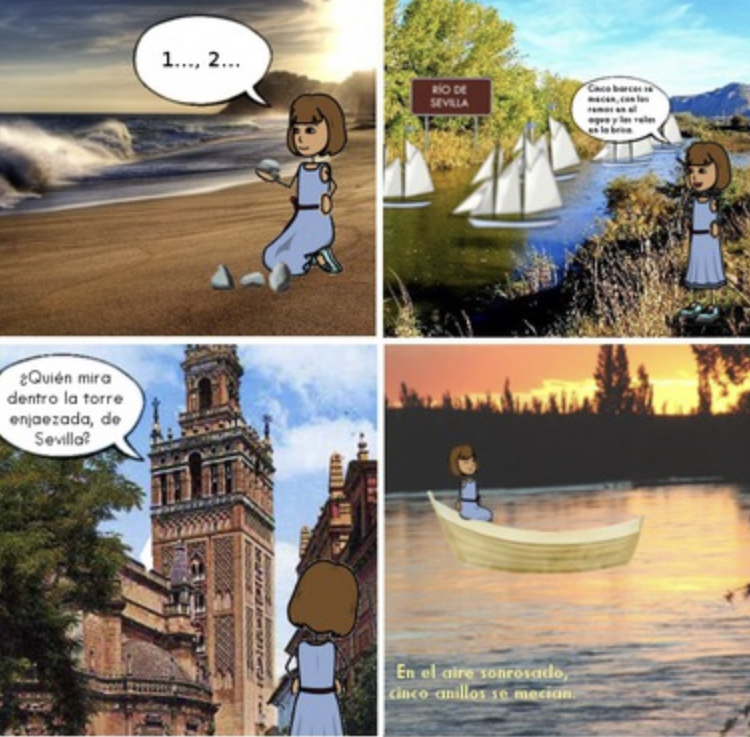 1..., 2...
RÍO DE
SEVILLA
Cinco barcos se
mecen, con los
remos en el
agua y las velas
en la brisa.
¿Quién mira
dentro la torre
enjaezada, de
Sevilla?
En el aire sonrosado,
cinco anillos se mecían.